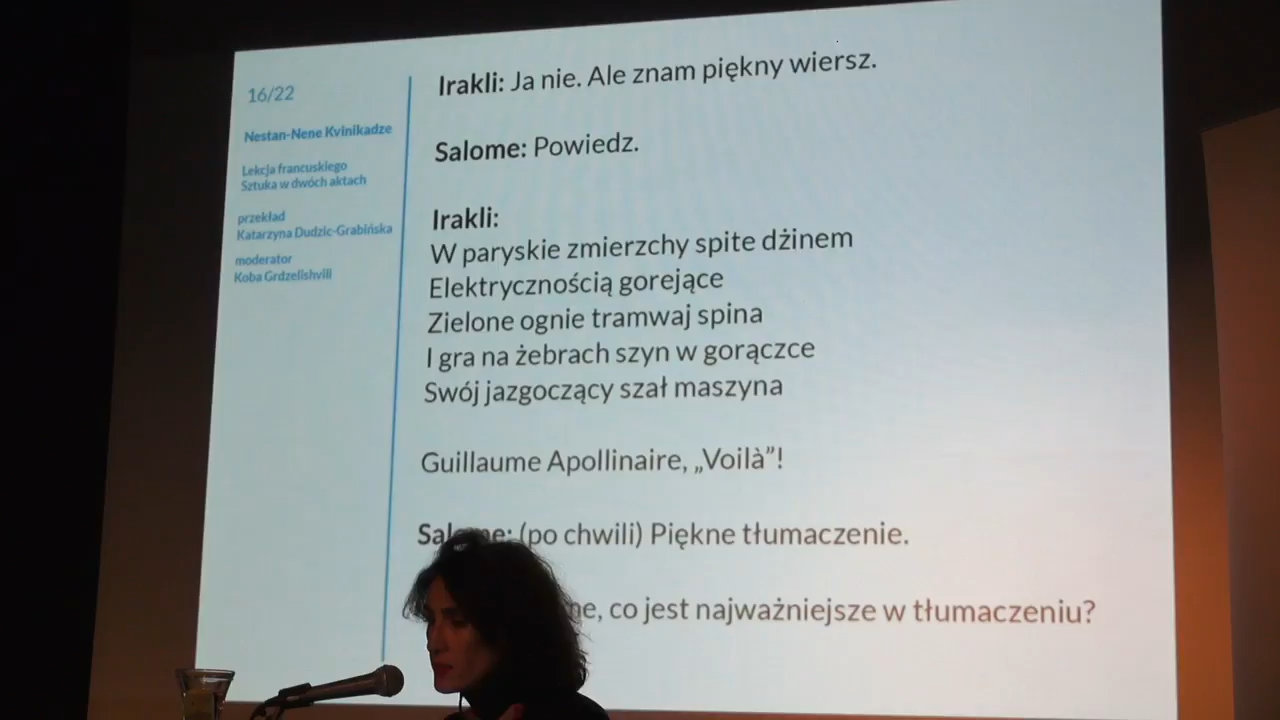 16/22
Nestan-Nene Kvinikadze
Lekcja francuskiego
Sztuka w dwóch aktach
przekład
Katarzyna Dudzic-Grabińska
moderator
Koba Grdzelishvili
Irakli: Ja nie. Ale znam piękny wiersz.
Salome: Powiedz.
Irakli:
W paryskie zmierzchy spite dżinem
Elektrycznością gorejące
Zielone ognie tramwaj spina
I gra na żebrach szyn w gorączce
Swój jazgoczący szał maszyna
Guillaume Apollinaire, „Voilà”!
Salome: (po chwili) Piękne tłumaczenie.
co jest najważniejsze w tłumaczeniu?